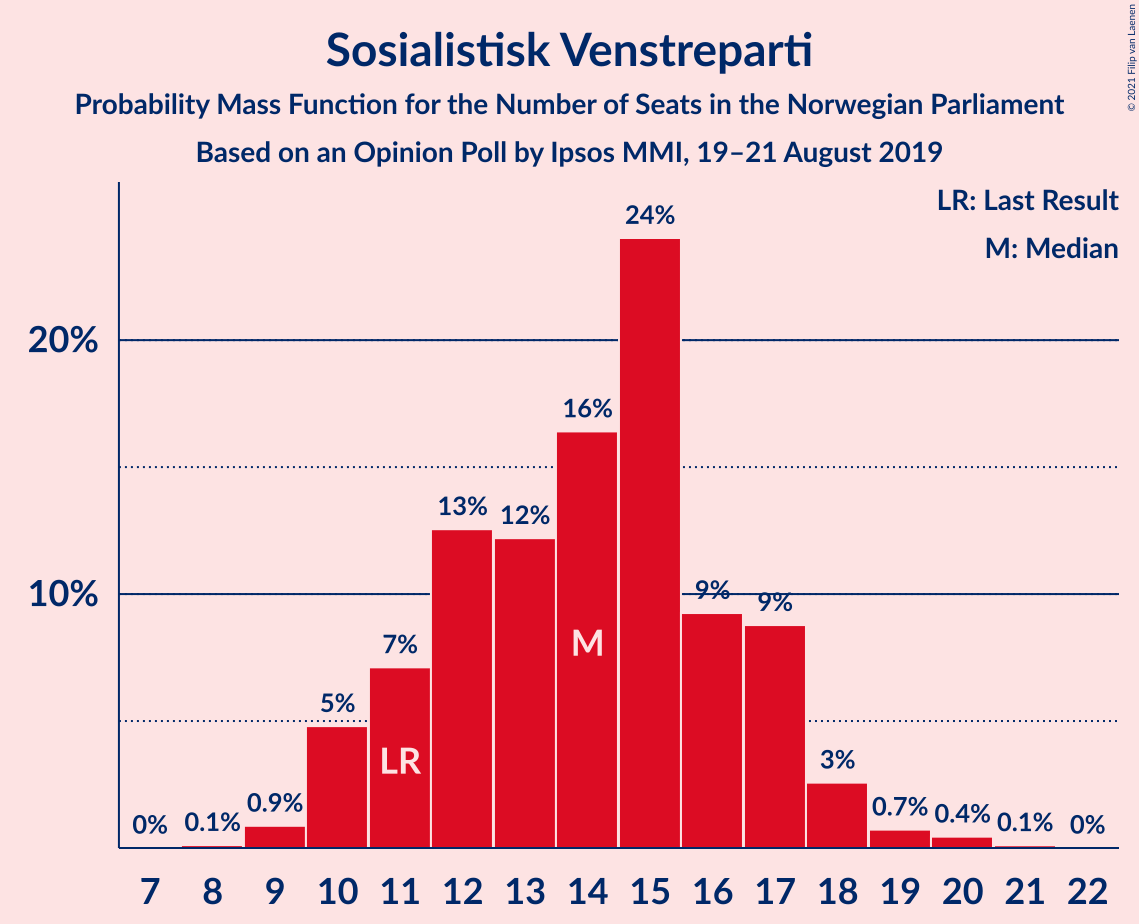 Sosialistisk Venstreparti
Probability Mass Function for the Number of Seats in the Norwegian Parliament
Based on an Opinion Poll by Ipsos MMI, 19–21 August 2019
© 2021 Filip van Laenen
LR: Last Result
M: Median
24%
20%
16%
13%
12%
10%
9%
9%
7%
M
5%
LR
3%
0%
0.1%
0.9%
0.7%
0.4%
0.1%
0%
7 8 9 10 11 12 13 14 15 16 17 18 19 20 21 22